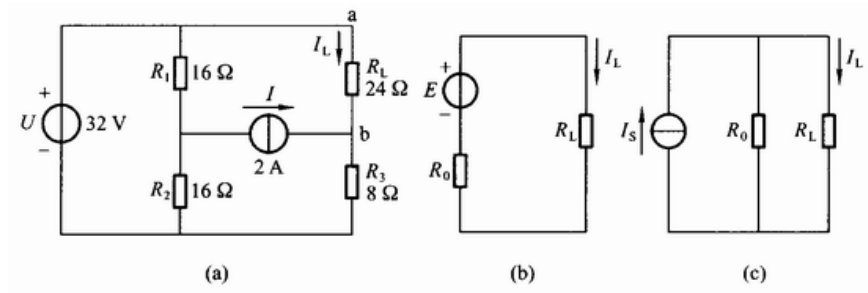 a
I_L
R_1 16 Ω
R_L
24 Ω
I
U + 32 V −
b
2 A
R_2 16 Ω
R_3
8 Ω
(a)
+
E
−
R_0
I_L
R_L
(b)
I_S
R_0
R_L
I_L
(c)